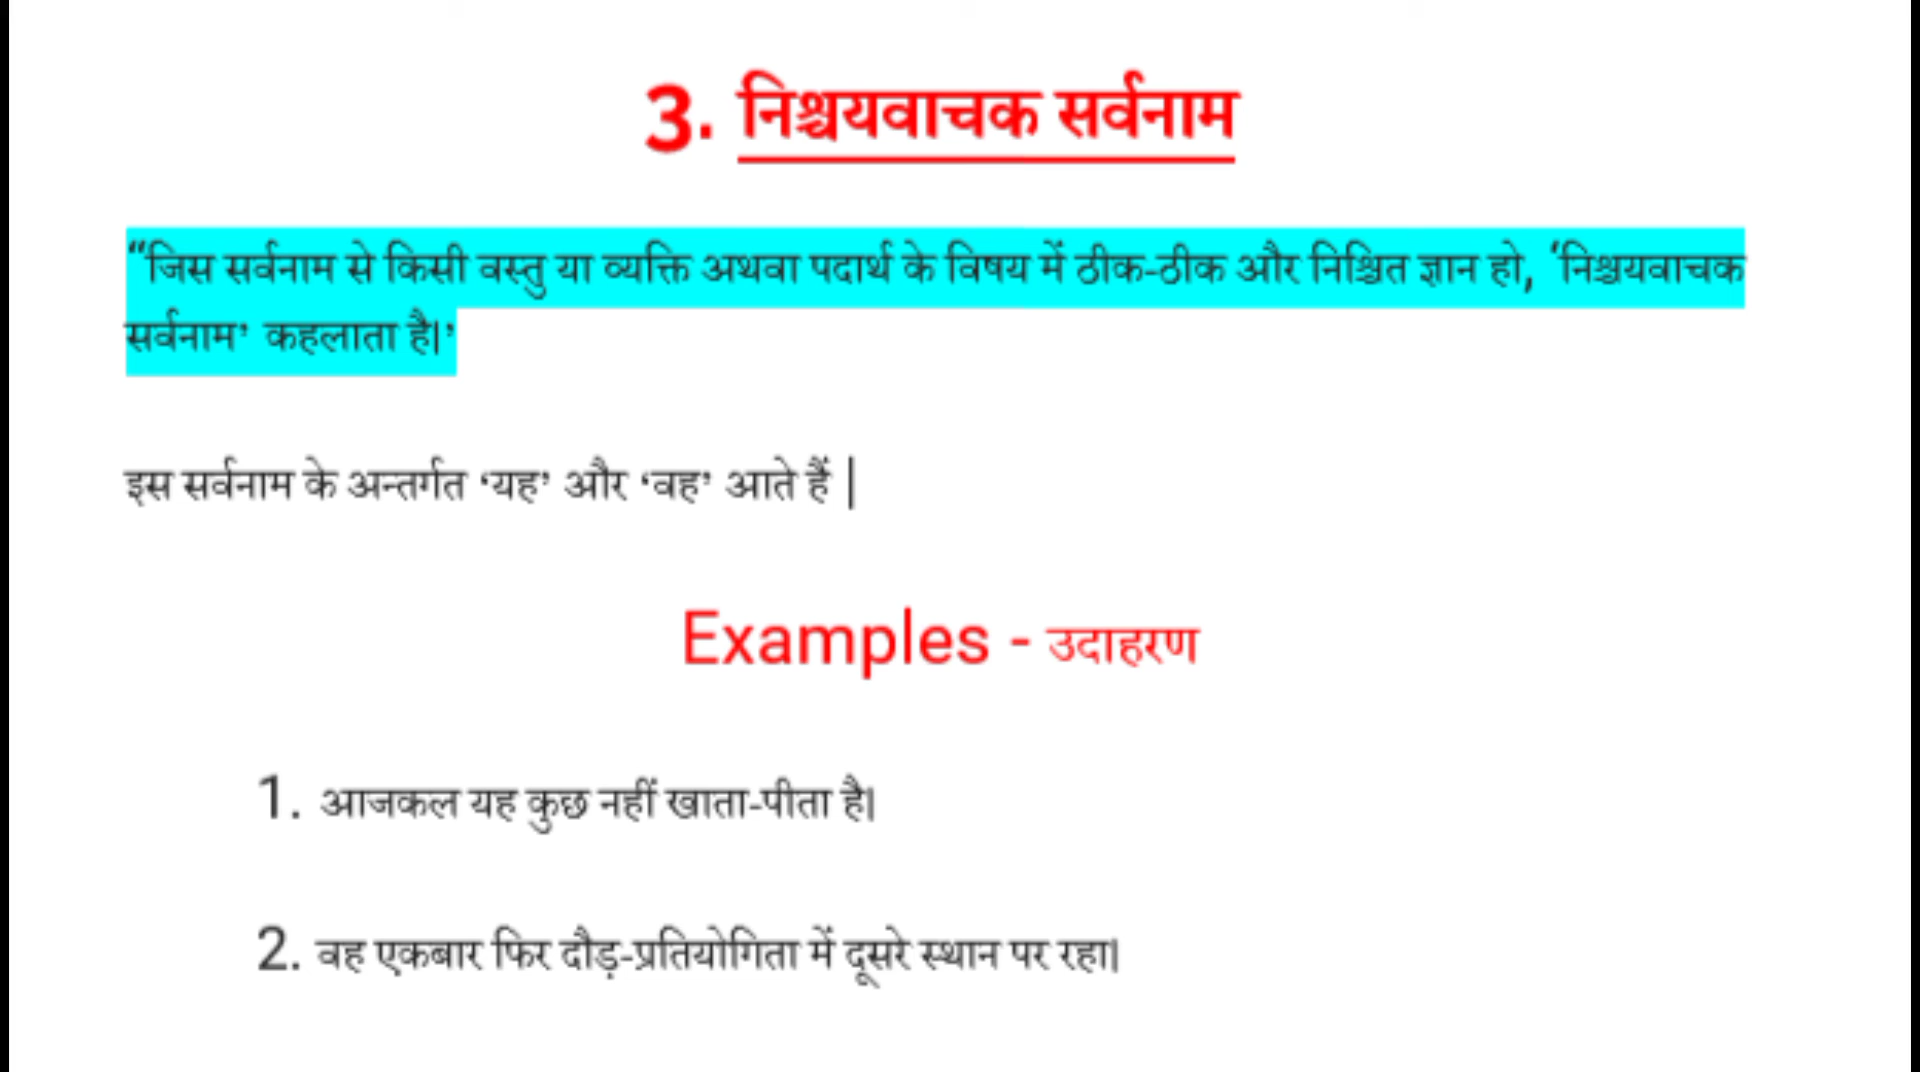 3. निश्चयवाचक सर्वनाम
“जिस सर्वनाम से किसी वस्तु या व्यक्ति अथवा पदार्थ के विषय में ठीक-ठीक और निश्चित ज्ञान हो, ‘निश्चयवाचक
सर्वनाम’ कहलाता है।’
इस सर्वनाम के अन्तर्गत ‘यह’ और ‘वह’ आते हैं |
Examples - उदाहरण
1. आजकल यह कुछ नहीं खाता-पीता है।
2. वह एकबार फिर दौड़-प्रतियोगिता में दूसरे स्थान पर रहा।